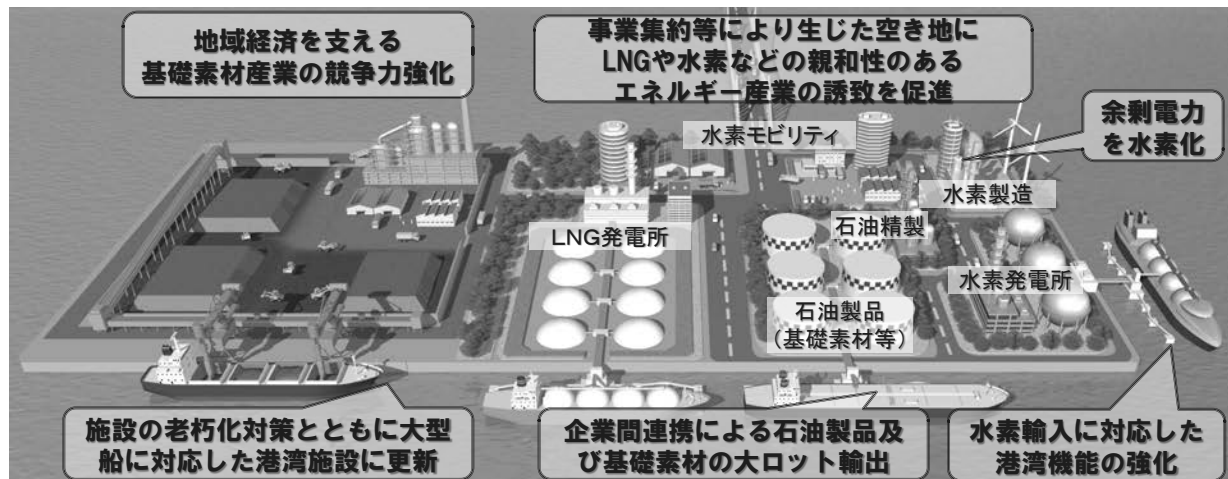 地域経済を支える
基礎素材産業の競争力強化
事業集約等により生じた空き地に
LNGや水素などの親和性のある
エネルギー産業の誘致を促進
余剰電力
を水素化
水素モビリティ
水素製造
石油精製
LNG発電所
水素発電所
石油製品
(基礎素材等)
施設の老朽化対策とともに大型
船に対応した港湾施設に更新
企業間連携による石油製品及
び基礎素材の大ロット輸出
水素輸入に対応した
港湾機能の強化